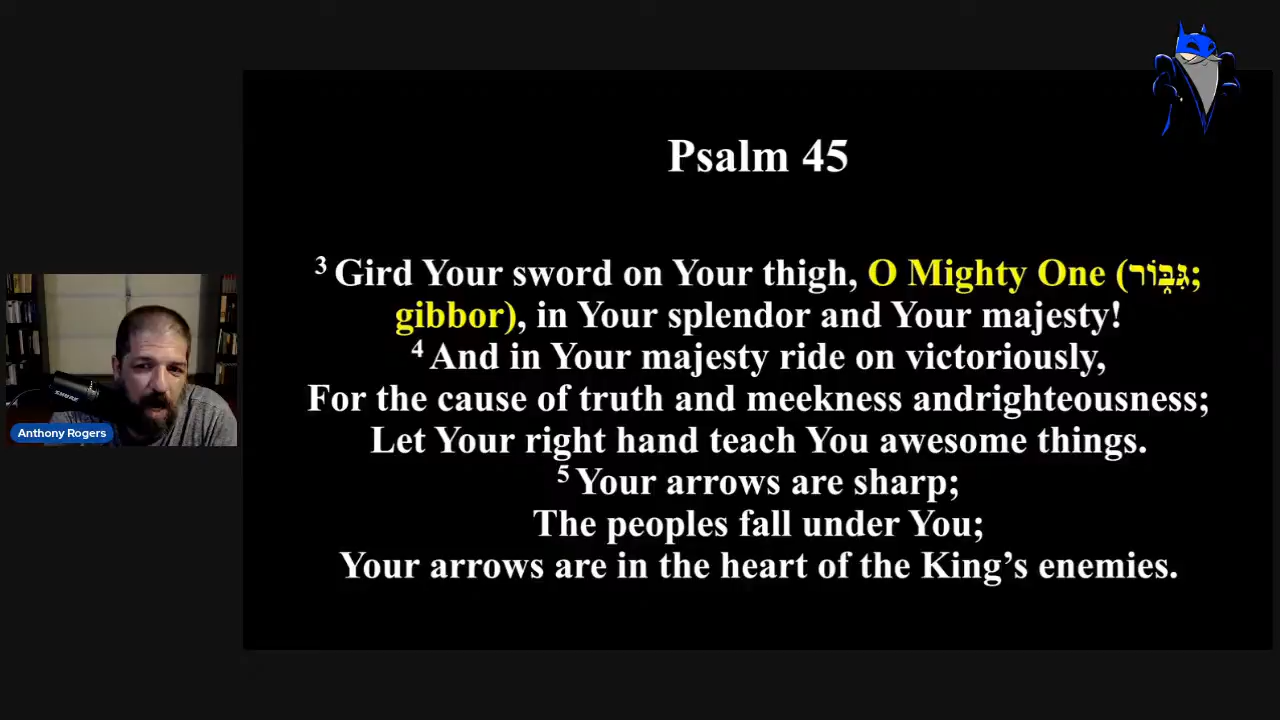 Psalm 45
3 Gird Your sword on Your thigh, O Mighty One (גִּבּ֑וֹר;
gibbor), in Your splendor and Your majesty!
4 And in Your majesty ride on victoriously,
For the cause of truth and meekness andrighteousness;
Let Your right hand teach You awesome things.
5 Your arrows are sharp;
The peoples fall under You;
Your arrows are in the heart of the King’s enemies.
SHURE
Anthony Rogers